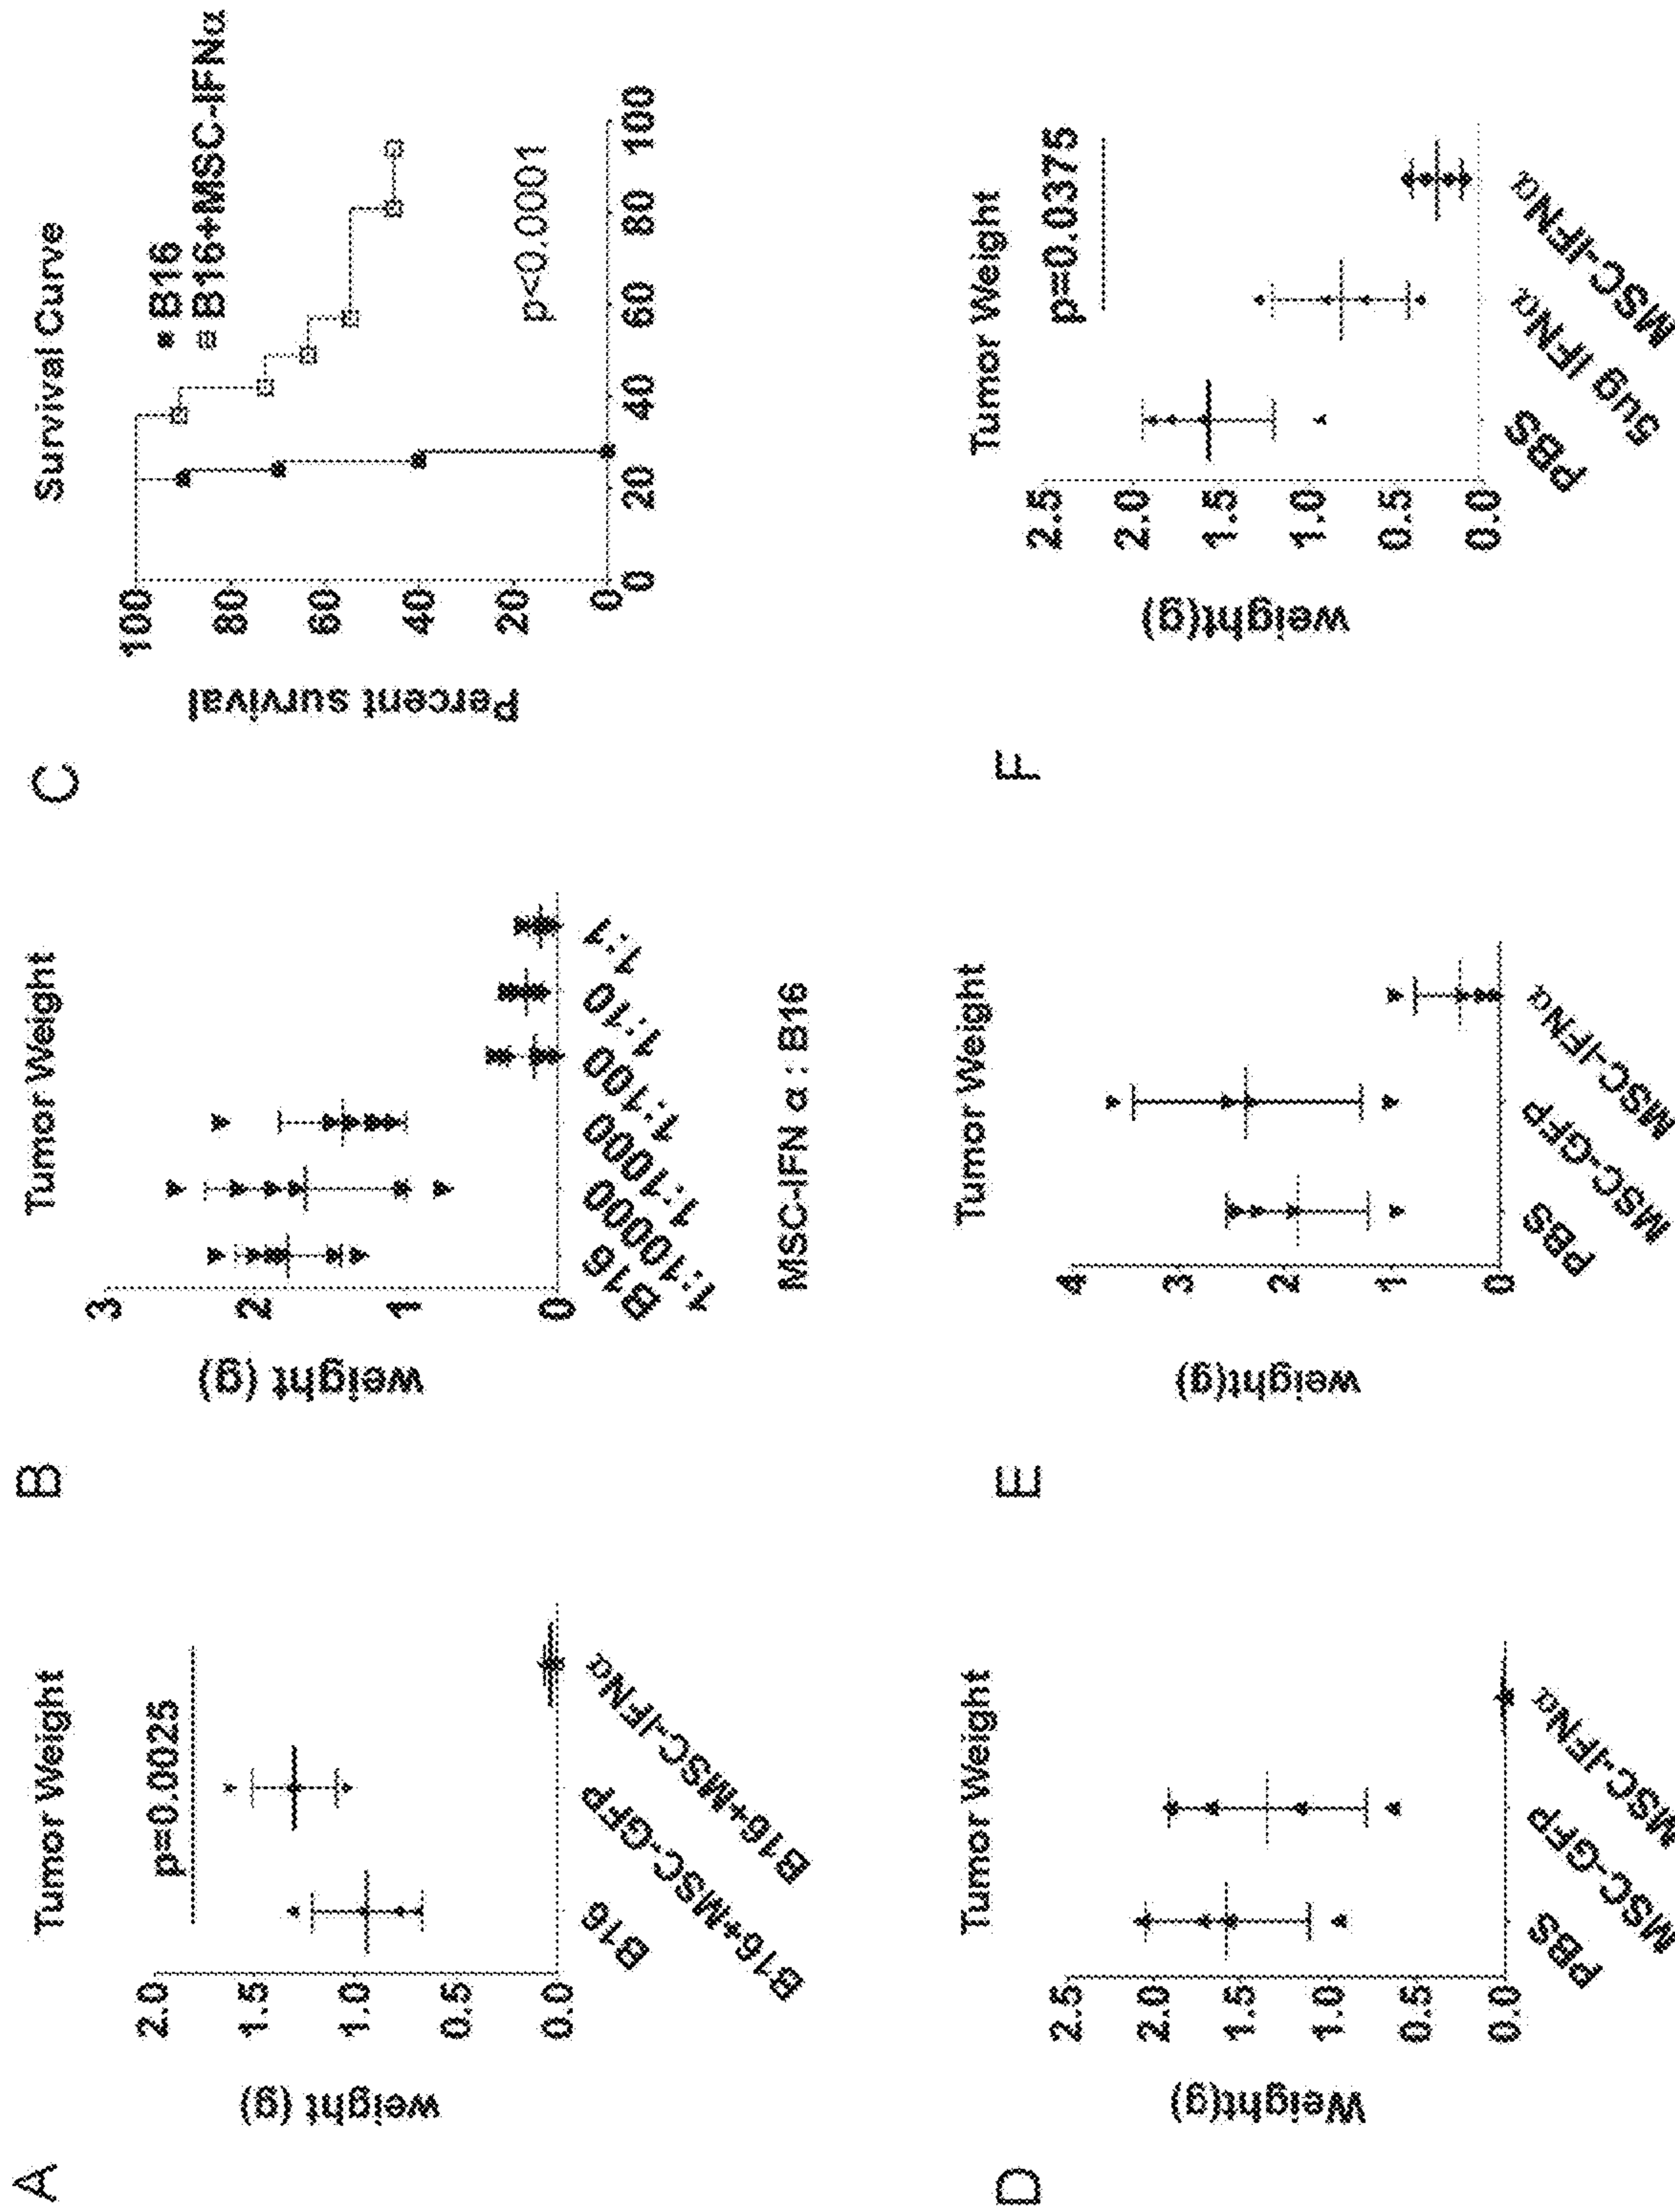 A
Tumor Weight
p=0.0025
weight (g)
2.0
1.5
1.0
0.5
0.0
B16
B16+MSC-GFP
B16+MSC-IFNα
B
Tumor Weight
weight (g)
3
2
1
0
B16
1:10000
1:1000
1:100
1:10
1:1
MSC-IFN α : B16
C
Survival Curve
B16
B16+MSC-IFNα
Percent survival
100
80
60
40
20
0
p<0.0001
0 20 40 60 80 100
D
Tumor Weight
Weight(g)
2.5
2.0
1.5
1.0
0.5
0.0
PBS
MSC-GFP
MSC-IFNα
E
Tumor Weight
weight(g)
4
3
2
1
0
PBS
MSC-GFP
MSC-IFNα
F
Tumor Weight
p=0.0375
weight(g)
2.5
2.0
1.5
1.0
0.5
0.0
PBS
5ug IFNα
MSC-IFNα